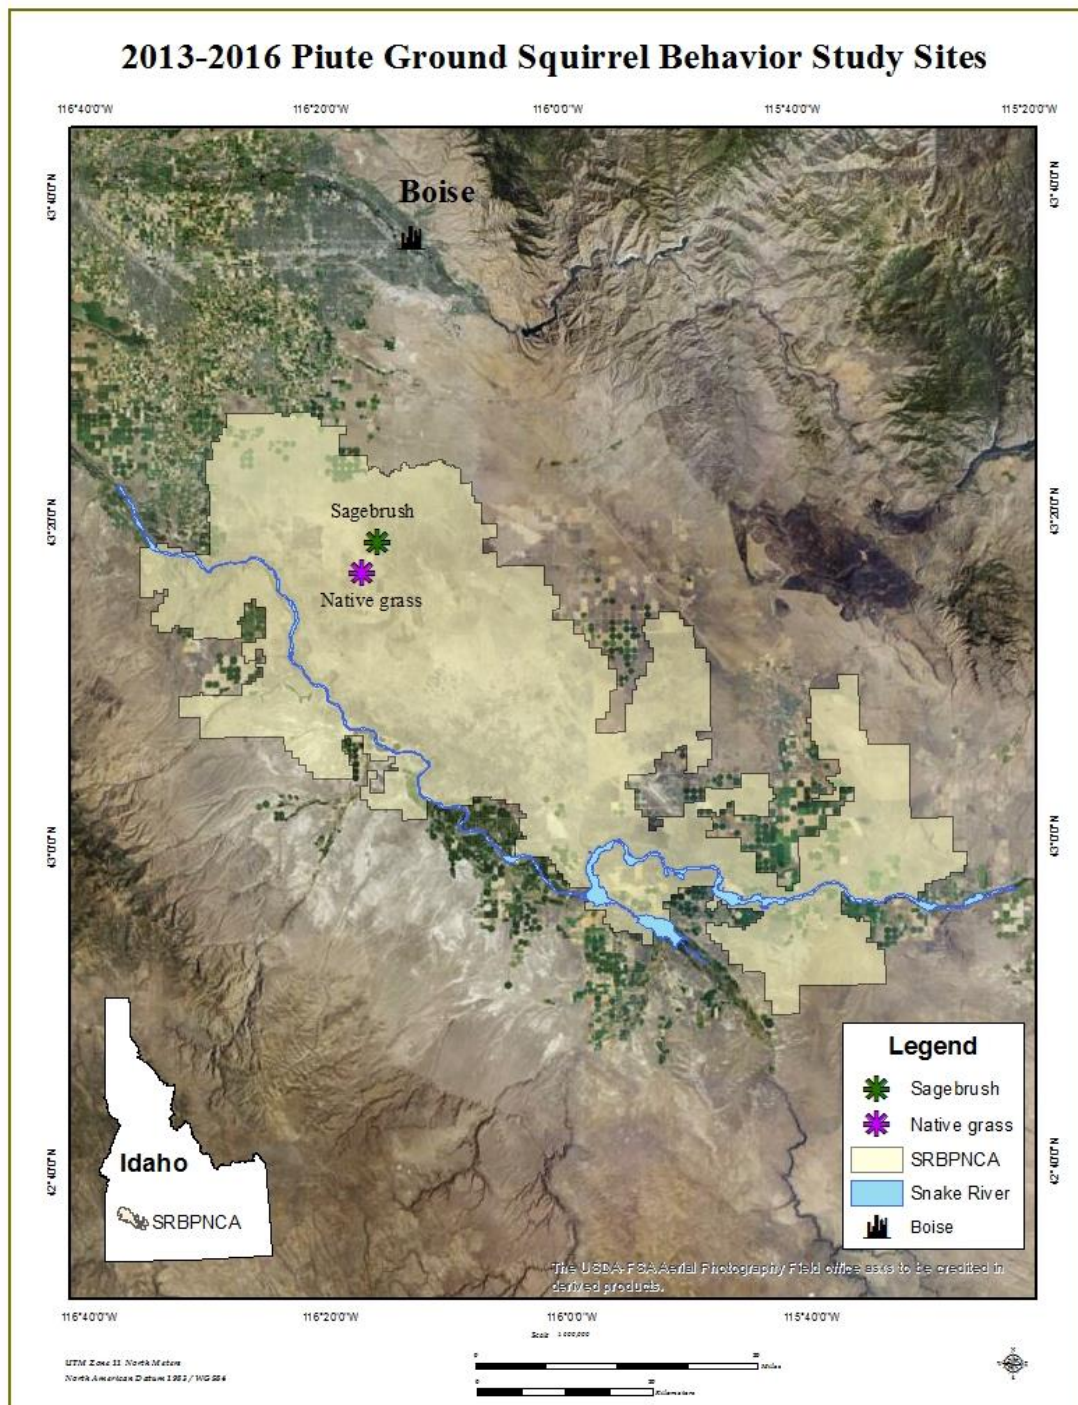 2013-2016 Piute Ground Squirrel Behavior Study Sites
116°40'0"W 116°20'0"W 116°0'0"W 115°40'0"W 115°20'0"W
43°40'0"N 43°40'0"N
Boise
43°20'0"N 43°20'0"N
Sagebrush
Native grass
43°0'0"N 43°0'0"N
Legend
Sagebrush
Native grass
SRBPNCA
Snake River
Boise
42°40'0"N 42°40'0"N
Idaho
SRBPNCA
The USDA-FSA Aerial Photography Field office asks to be credited in
derived products.
116°40'0"W 116°20'0"W 116°0'0"W 115°40'0"W
Scale
UTM Zone 11 North Meters
North American Datum 1983 / WGS84
0 Miles
0 Kilometers